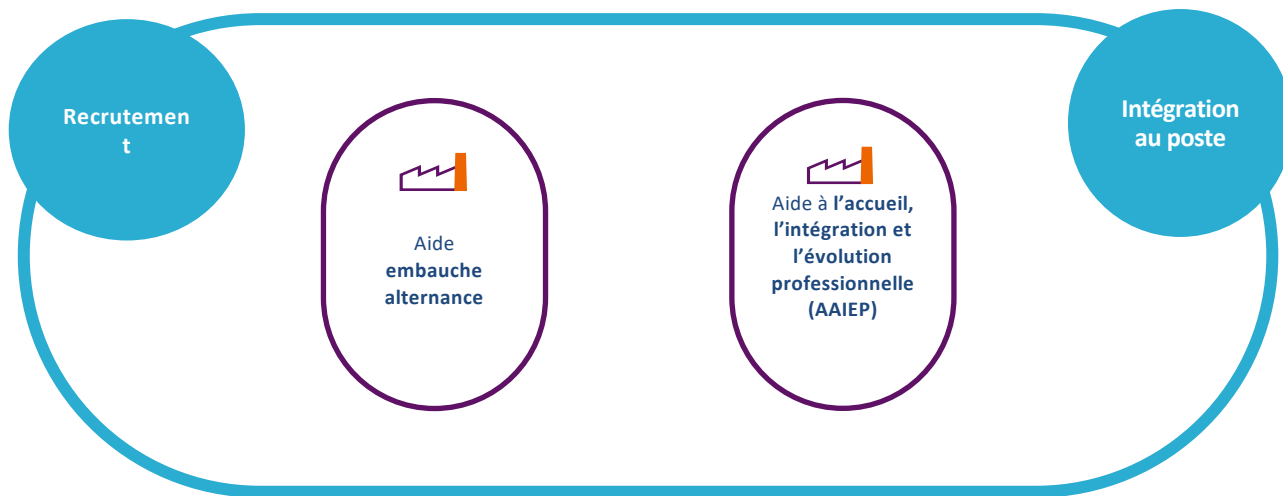 Recrutemen
t
Aide
embauche
alternance
Aide à l’accueil,
l’intégration et
l’évolution
professionnelle
(AAIEP)
Intégration
au poste